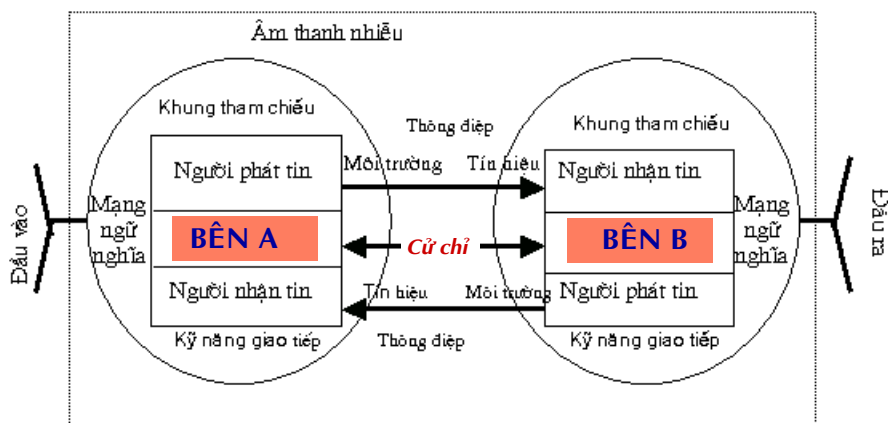 Âm thanh nhiễu
Khung tham chiếu
Thông điệp
Khung tham chiếu
Người phát tin
Môi trường
Tín hiệu
Người nhận tin
Đầu vào
Mạng
ngữ
nghĩa
BÊN A
Cử chỉ
BÊN B
Mạng
ngữ
nghĩa
Đầu ra
Người nhận tin
Tín hiệu
Môi trường
Người phát tin
Kỹ năng giao tiếp
Thông điệp
Kỹ năng giao tiếp